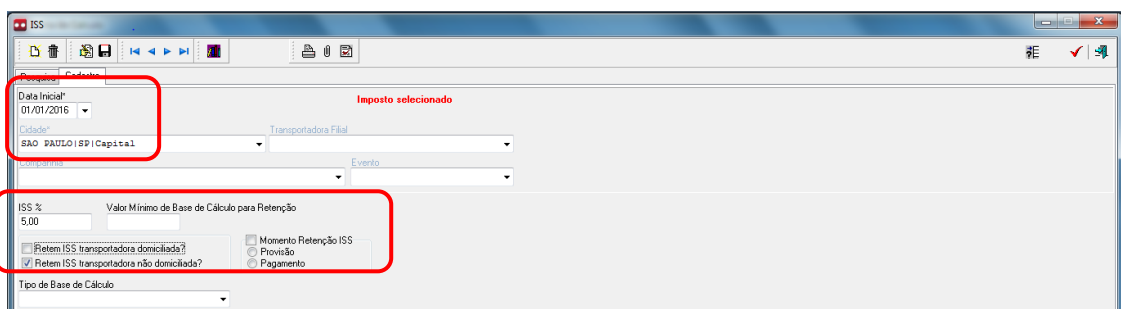 ISS
Pesquisa Cadastro
Data Inicial* Imposto selecionado
01/01/2016
Cidade* Transportadora Filial
SAO PAULO|SP|Capital
Companhia Evento
ISS % Valor Mínimo de Base de Cálculo para Retenção
5,00
Momento Retenção ISS
Retem ISS transportadora domiciliada? Provisão
Retem ISS transportadora não domiciliada? Pagamento
Tipo de Base de Cálculo